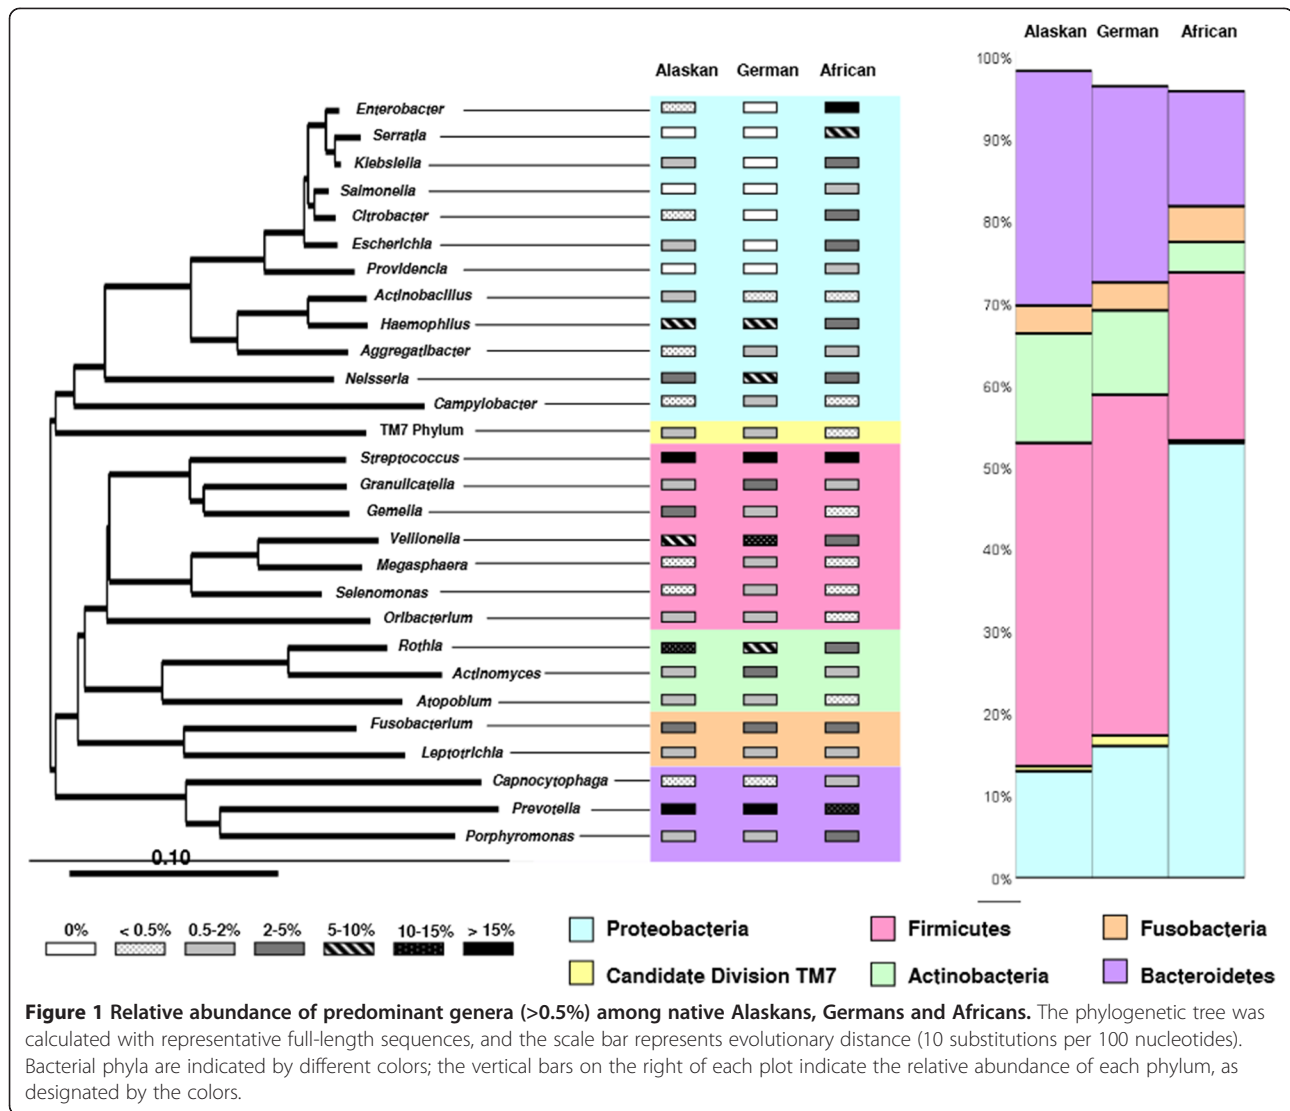 Alaskan German African
Enterobacter
Serratia
Klebsiella
Salmonella
Citrobacter
Escherichia
Providencia
Actinobacillus
Haemophilus
Aggregatibacter
Neisseria
Campylobacter
TM7 Phylum
Streptococcus
Granulicatella
Gemella
Veillonella
Megasphaera
Selenomonas
Oribacterium
Rothia
Actinomyces
Atopobium
Fusobacterium
Leptotrichia
Capnocytophaga
Prevotella
Porphyromonas
0.10
Alaskan German African
100%
90%
80%
70%
60%
50%
40%
30%
20%
10%
0%
0% < 0.5% 0.5-2% 2-5% 5-10% 10-15% > 15%
Proteobacteria Firmicutes Fusobacteria
Candidate Division TM7 Actinobacteria Bacteroidetes
Figure 1 Relative abundance of predominant genera (>0.5%) among native Alaskans, Germans and Africans. The phylogenetic tree was
calculated with representative full-length sequences, and the scale bar represents evolutionary distance (10 substitutions per 100 nucleotides).
Bacterial phyla are indicated by different colors; the vertical bars on the right of each plot indicate the relative abundance of each phylum, as
designated by the colors.